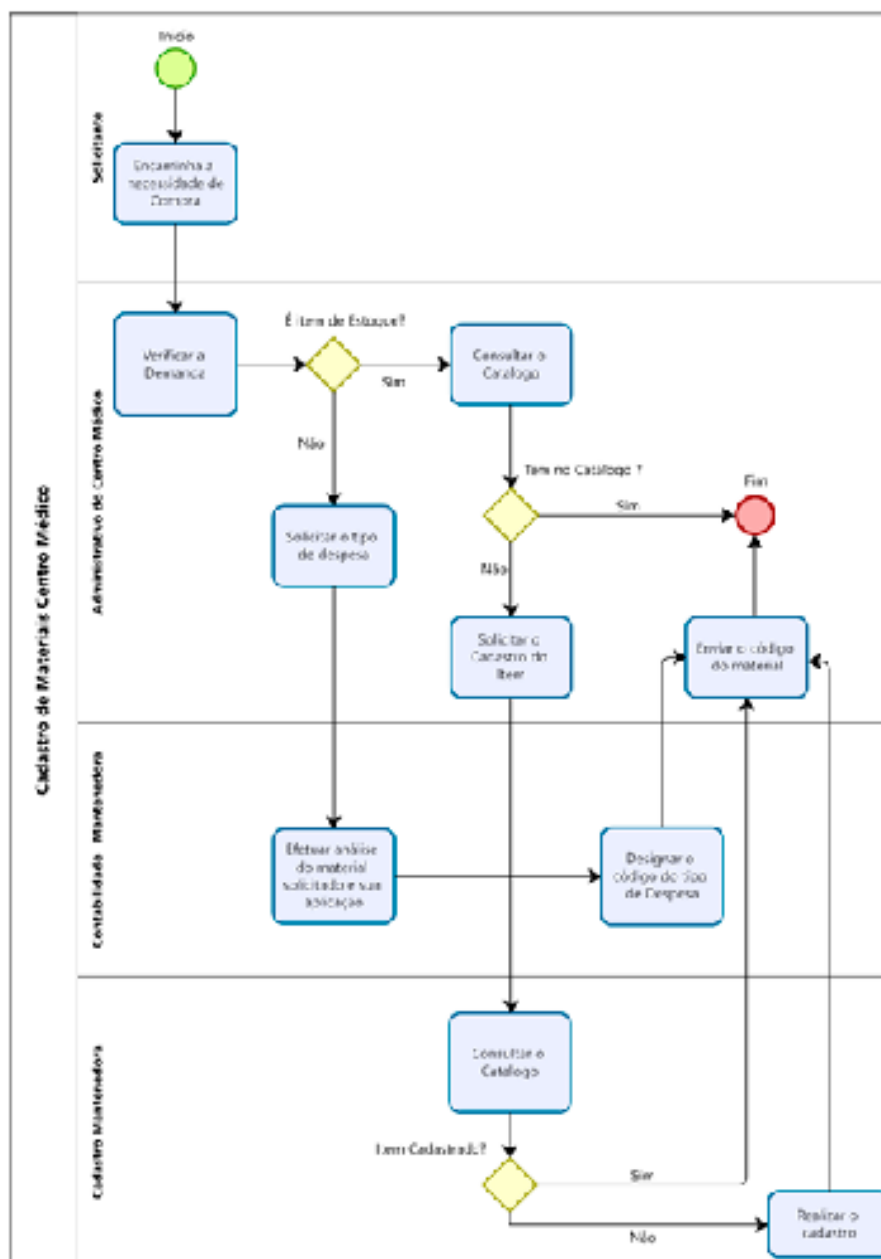 Cadastro de Materiais Centro Médico
Solicitante
Início
Encaminha a
necessidade de
Compra
Administrativo do Centro Médico
Verificar a
Demanda
É item de Estoque?
Sim
Não
Consultar o
Catálogo
Tem no Catálogo ?
Sim
Não
Fim
Solicitar o tipo
de despesa
Solicitar o
Cadastro do
Item
Enviar o código
do material
Contabilidade Mantenedora
Efetuar análise
do material
solicitado e sua
aplicação
Designar o
código do tipo
de Despesa
Cadastro Mantenedora
Consultar o
Catálogo
Item Cadastrado?
Sim
Não
Realizar o
cadastro